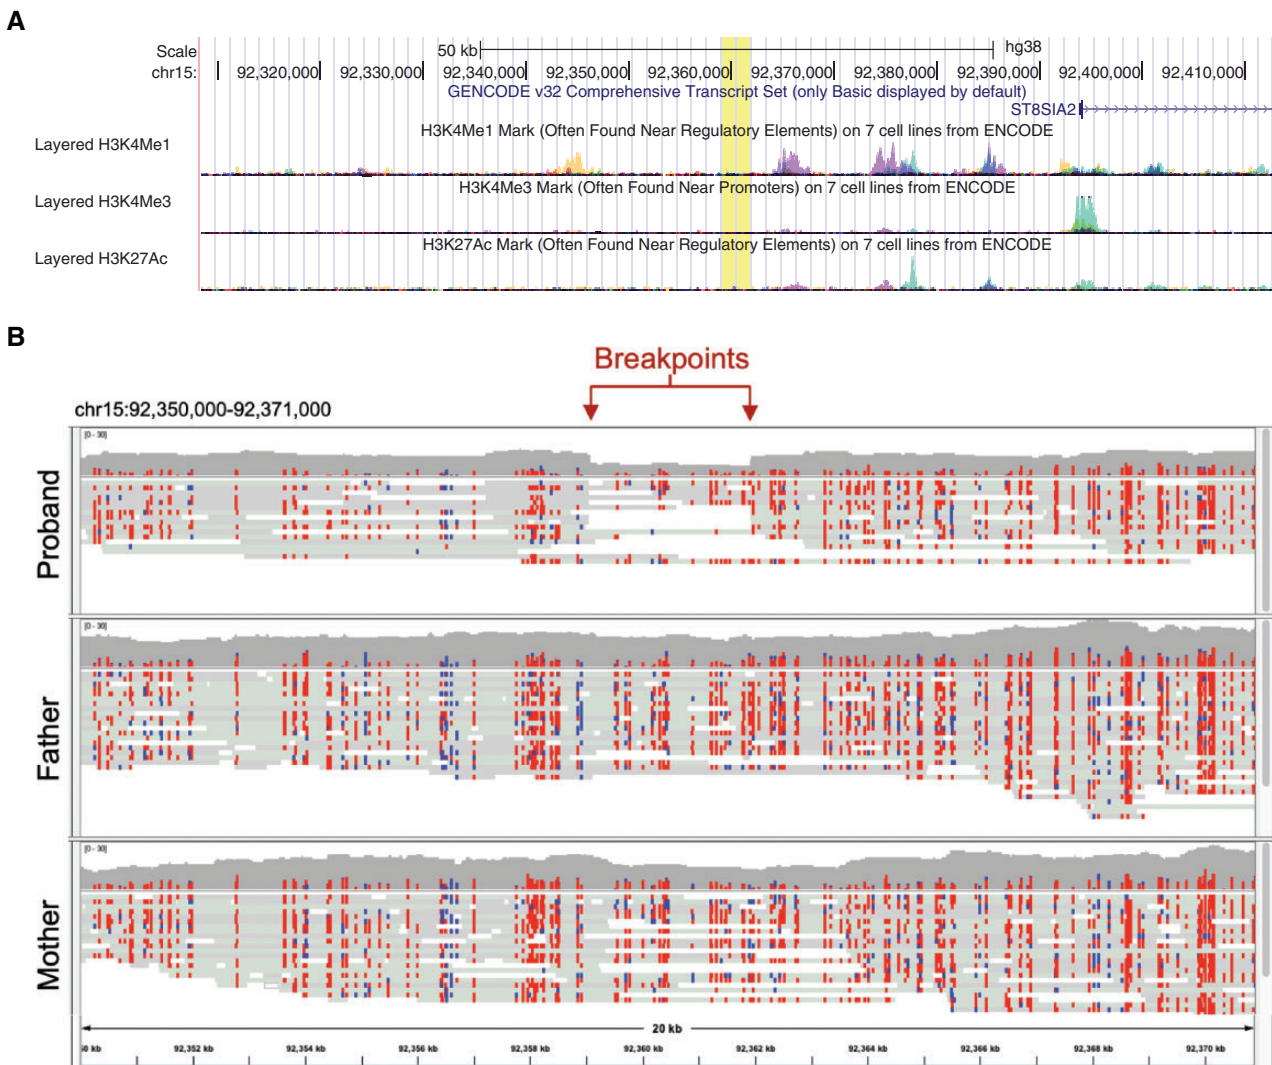 A
Scale 50 kb hg38
chr15: 92,320,000 92,330,000 92,340,000 92,350,000 92,360,000 92,370,000 92,380,000 92,390,000 92,400,000 92,410,000
GENCODE v32 Comprehensive Transcript Set (only Basic displayed by default)
ST8SIA2
H3K4Me1 Mark (Often Found Near Regulatory Elements) on 7 cell lines from ENCODE
Layered H3K4Me1
H3K4Me3 Mark (Often Found Near Promoters) on 7 cell lines from ENCODE
Layered H3K4Me3
H3K27Ac Mark (Often Found Near Regulatory Elements) on 7 cell lines from ENCODE
Layered H3K27Ac
B
Breakpoints
chr15:92,350,000-92,371,000
[0 - 30]
Proband
[0 - 30]
Father
[0 - 30]
Mother
20 kb
92,352 kb 92,354 kb 92,356 kb 92,358 kb 92,360 kb 92,362 kb 92,364 kb 92,366 kb 92,368 kb 92,370 kb